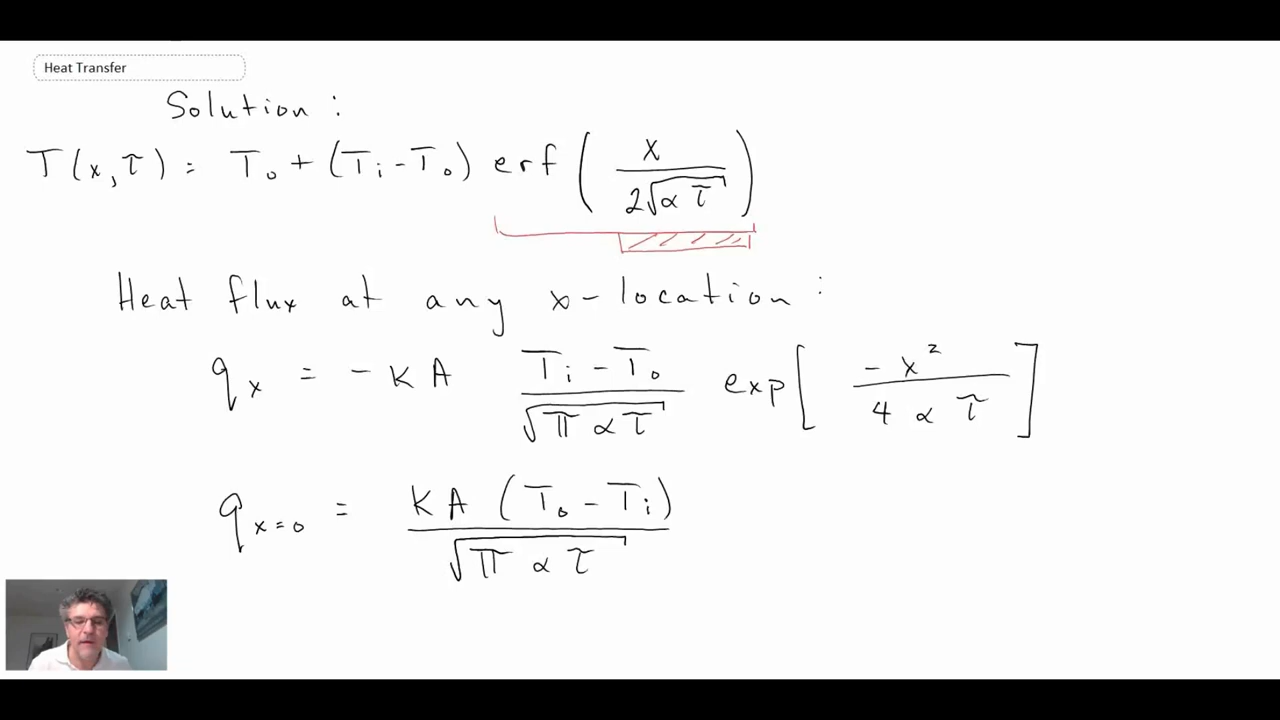 Heat Transfer
Solution :
T(x,τ) = T₀ + (Tᵢ - T₀) erf ( x / 2√(α τ) )
Heat flux at any x-location :
qₓ = - K A (Tᵢ - T₀) / √(π α τ) exp[ -x² / 4 α τ ]
qₓ₌₀ = K A (T₀ - Tᵢ) / √(π α τ)